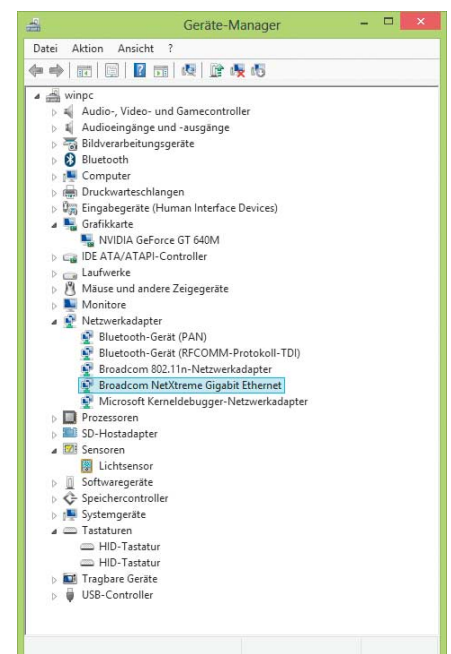 Geräte-Manager
Datei Aktion Ansicht ?
winpc
Audio-, Video- und Gamecontroller
Audioeingänge und -ausgänge
Bildverarbeitungsgeräte
Bluetooth
Computer
Druckwarteschlangen
Eingabegeräte (Human Interface Devices)
Grafikkarte
NVIDIA GeForce GT 640M
IDE ATA/ATAPI-Controller
Laufwerke
Mäuse und andere Zeigegeräte
Monitore
Netzwerkadapter
Bluetooth-Gerät (PAN)
Bluetooth-Gerät (RFCOMM-Protokoll-TDI)
Broadcom 802.11n-Netzwerkadapter
Broadcom NetXtreme Gigabit Ethernet
Microsoft Kerneldebugger-Netzwerkadapter
Prozessoren
SD-Hostadapter
Sensoren
Lichtsensor
Softwaregeräte
Speichercontroller
Systemgeräte
Tastaturen
HID-Tastatur
HID-Tastatur
Tragbare Geräte
USB-Controller